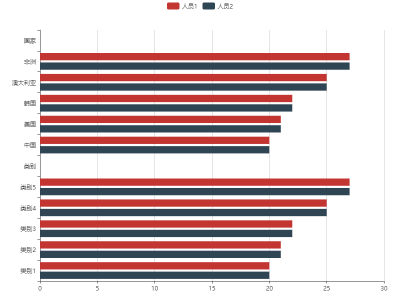 人员1 人员2
国家
非洲
澳大利亚
韩国
美国
中国
类别
类别5
类别4
类别3
类别2
类别1
0 5 10 15 20 25 30